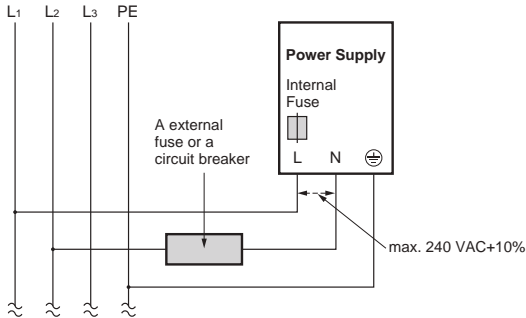 L1 L2 L3 PE
Power Supply
Internal
Fuse
A external
fuse or a
circuit breaker
L N
max. 240 VAC+10%